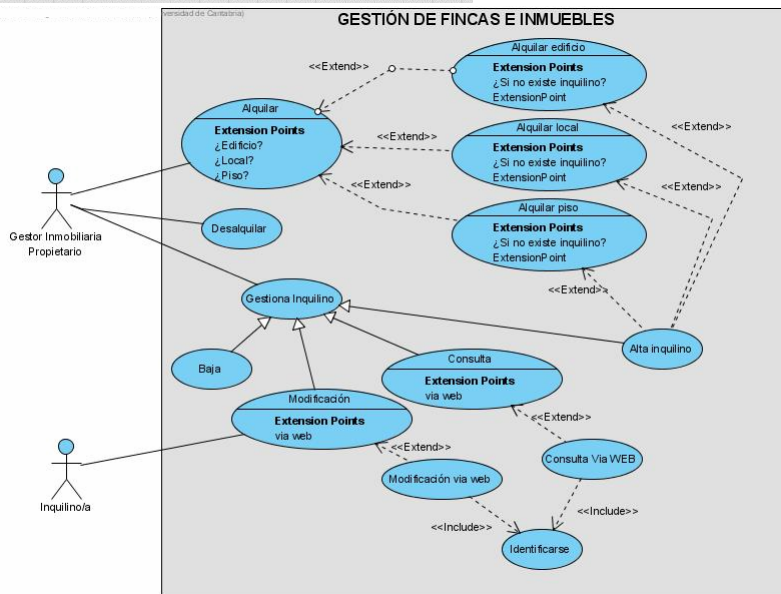 versidad de Cantabria)
GESTIÓN DE FINCAS E INMUEBLES
Alquilar edificio
Extension Points
¿Si no existe inquilino?
ExtensionPoint
<<Extend>>
Alquilar
Extension Points
¿Edificio?
¿Local?
¿Piso?
<<Extend>>
Alquilar local
Extension Points
¿Si no existe inquilino?
ExtensionPoint
<<Extend>>
<<Extend>>
Alquilar piso
Extension Points
¿Si no existe inquilino?
ExtensionPoint
<<Extend>>
<<Extend>>
Gestor Inmobiliaria
Propietario
Desalquilar
Gestiona Inquilino
Alta inquilino
Baja
Consulta
Extension Points
via web
Modificación
Extension Points
via web
<<Extend>>
<<Extend>>
Consulta Via WEB
Modificación via web
Inquilino/a
<<Include>>
<<Include>>
Identificarse